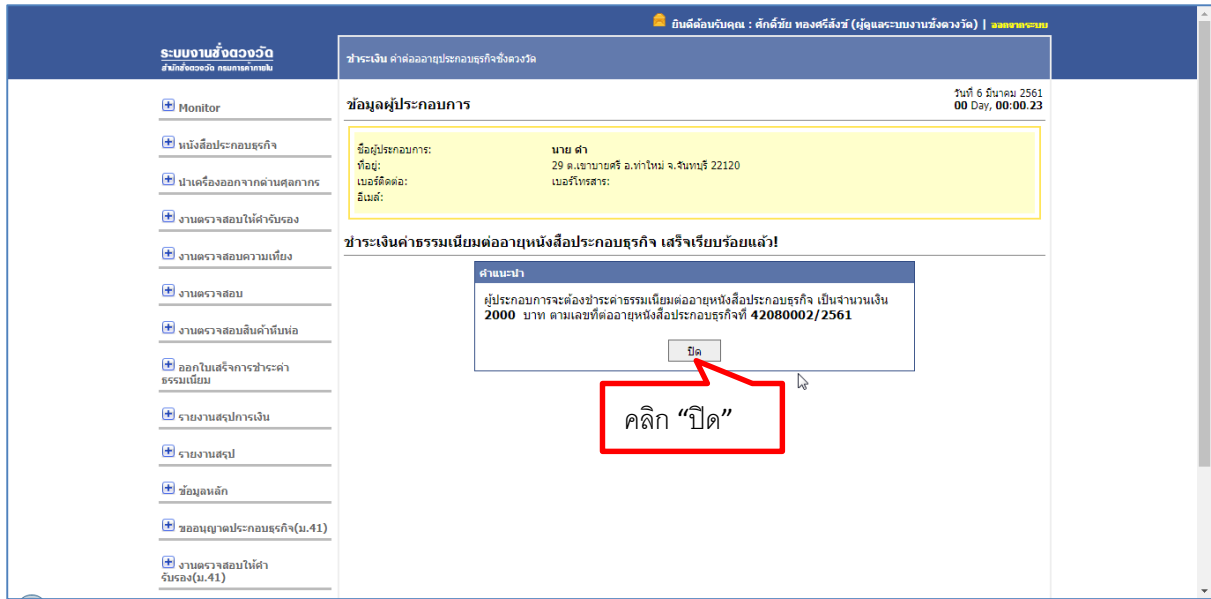 ยินดีต้อนรับคุณ : ศักดิ์ชัย ทองศรีสังข์ (ผู้ดูแลระบบงานชั่งตวงวัด) | ออกจากระบบ
ระบบงานชั่งตวงวัด
สำนักชั่งตวงวัด กรมการค้าภายใน
ชำระเงิน ค่าต่ออายุประกอบธุรกิจชั่งตวงวัด
วันที่ 6 มีนาคม 2561
00 Day, 00:00.23
ข้อมูลผู้ประกอบการ
ชื่อผู้ประกอบการ: นาย ดำ
ที่อยู่: 29 ต.เขาบายศรี อ.ท่าใหม่ จ.จันทบุรี 22120
เบอร์ติดต่อ: เบอร์โทรสาร:
อีเมล์:
ชำระเงินค่าธรรมเนียมต่ออายุหนังสือประกอบธุรกิจ เสร็จเรียบร้อยแล้ว!
คำแนะนำ
ผู้ประกอบการจะต้องชำระค่าธรรมเนียมต่ออายุหนังสือประกอบธุรกิจ เป็นจำนวนเงิน
2000 บาท ตามเลขที่ต่ออายุหนังสือประกอบธุรกิจที่ 42080002/2561
ปิด
คลิก “ปิด”
Monitor
หนังสือประกอบธุรกิจ
นำเครื่องออกจากด่านศุลกากร
งานตรวจสอบให้คำรับรอง
งานตรวจสอบความเที่ยง
งานตรวจสอบ
งานตรวจสอบสินค้าหีบห่อ
ออกใบเสร็จการชำระค่า
ธรรมเนียม
รายงานสรุปการเงิน
รายงานสรุป
ข้อมูลหลัก
ขออนุญาตประกอบธุรกิจ(ม.41)
งานตรวจสอบให้คำ
รับรอง(ม.41)